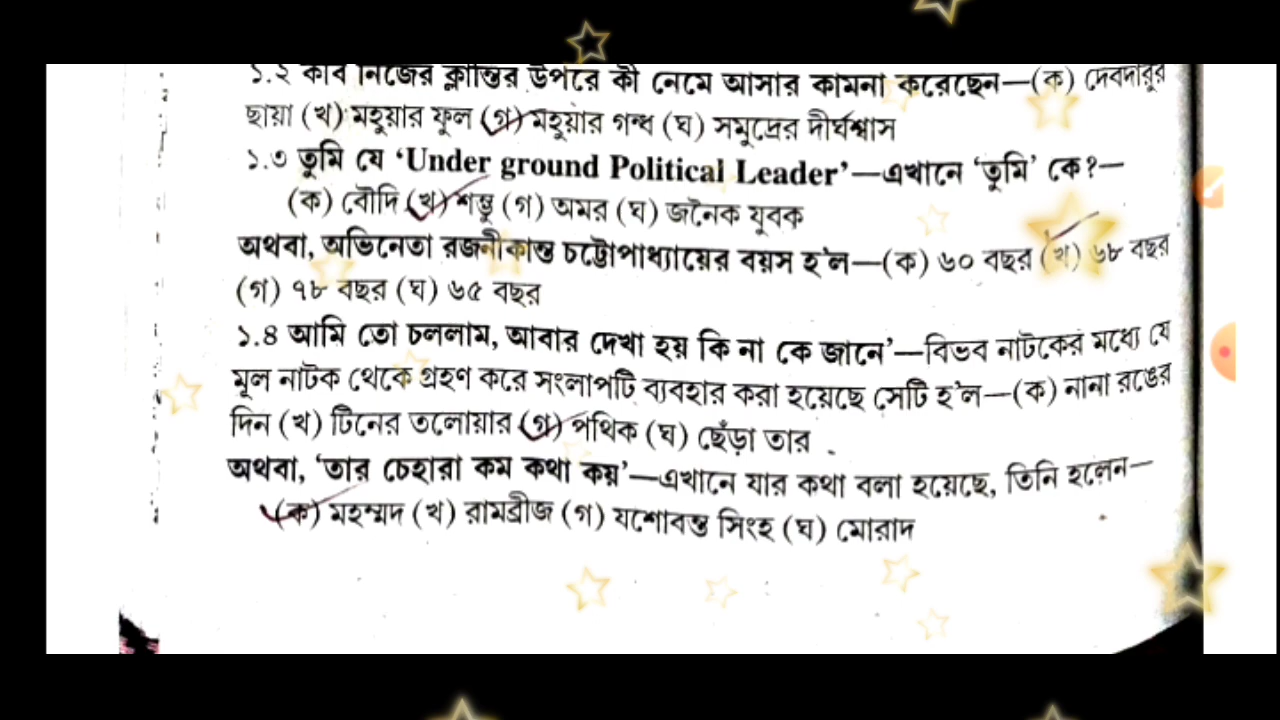 ১.২ কবি নিজের ক্লান্তির উপরে কী নেমে আসার কামনা করেছেন—(ক) দেবদারুর
ছায়া (খ) মহুয়ার ফুল (গ) মহুয়ার গন্ধ (ঘ) সমুদ্রের দীর্ঘশ্বাস
১.৩ তুমি যে ‘Under ground Political Leader’—এখানে ‘তুমি’ কে?—
(ক) বৌদি (খ) শম্ভু (গ) অমর (ঘ) জনৈক যুবক
অথবা, অভিনেতা রজনীকান্ত চট্টোপাধ্যায়ের বয়স হ'ল—(ক) ৬০ বছর (খ) ৬৮ বছর
(গ) ৭৮ বছর (ঘ) ৬৫ বছর
১.৪ আমি তো চললাম, আবার দেখা হয় কি না কে জানে’—বিভব নাটকের মধ্যে যে
মূল নাটক থেকে গ্রহণ করে সংলাপটি ব্যবহার করা হয়েছে সেটি হ'ল—(ক) নানা রঙের
দিন (খ) টিনের তলোয়ার (গ) পথিক (ঘ) ছেঁড়া তার
অথবা, ‘তার চেহারা কম কথা কয়’—এখানে যার কথা বলা হয়েছে, তিনি হলেন—
(ক) মহম্মদ (খ) রামব্রীজ (গ) যশোবন্ত সিংহ (ঘ) মোরাদ